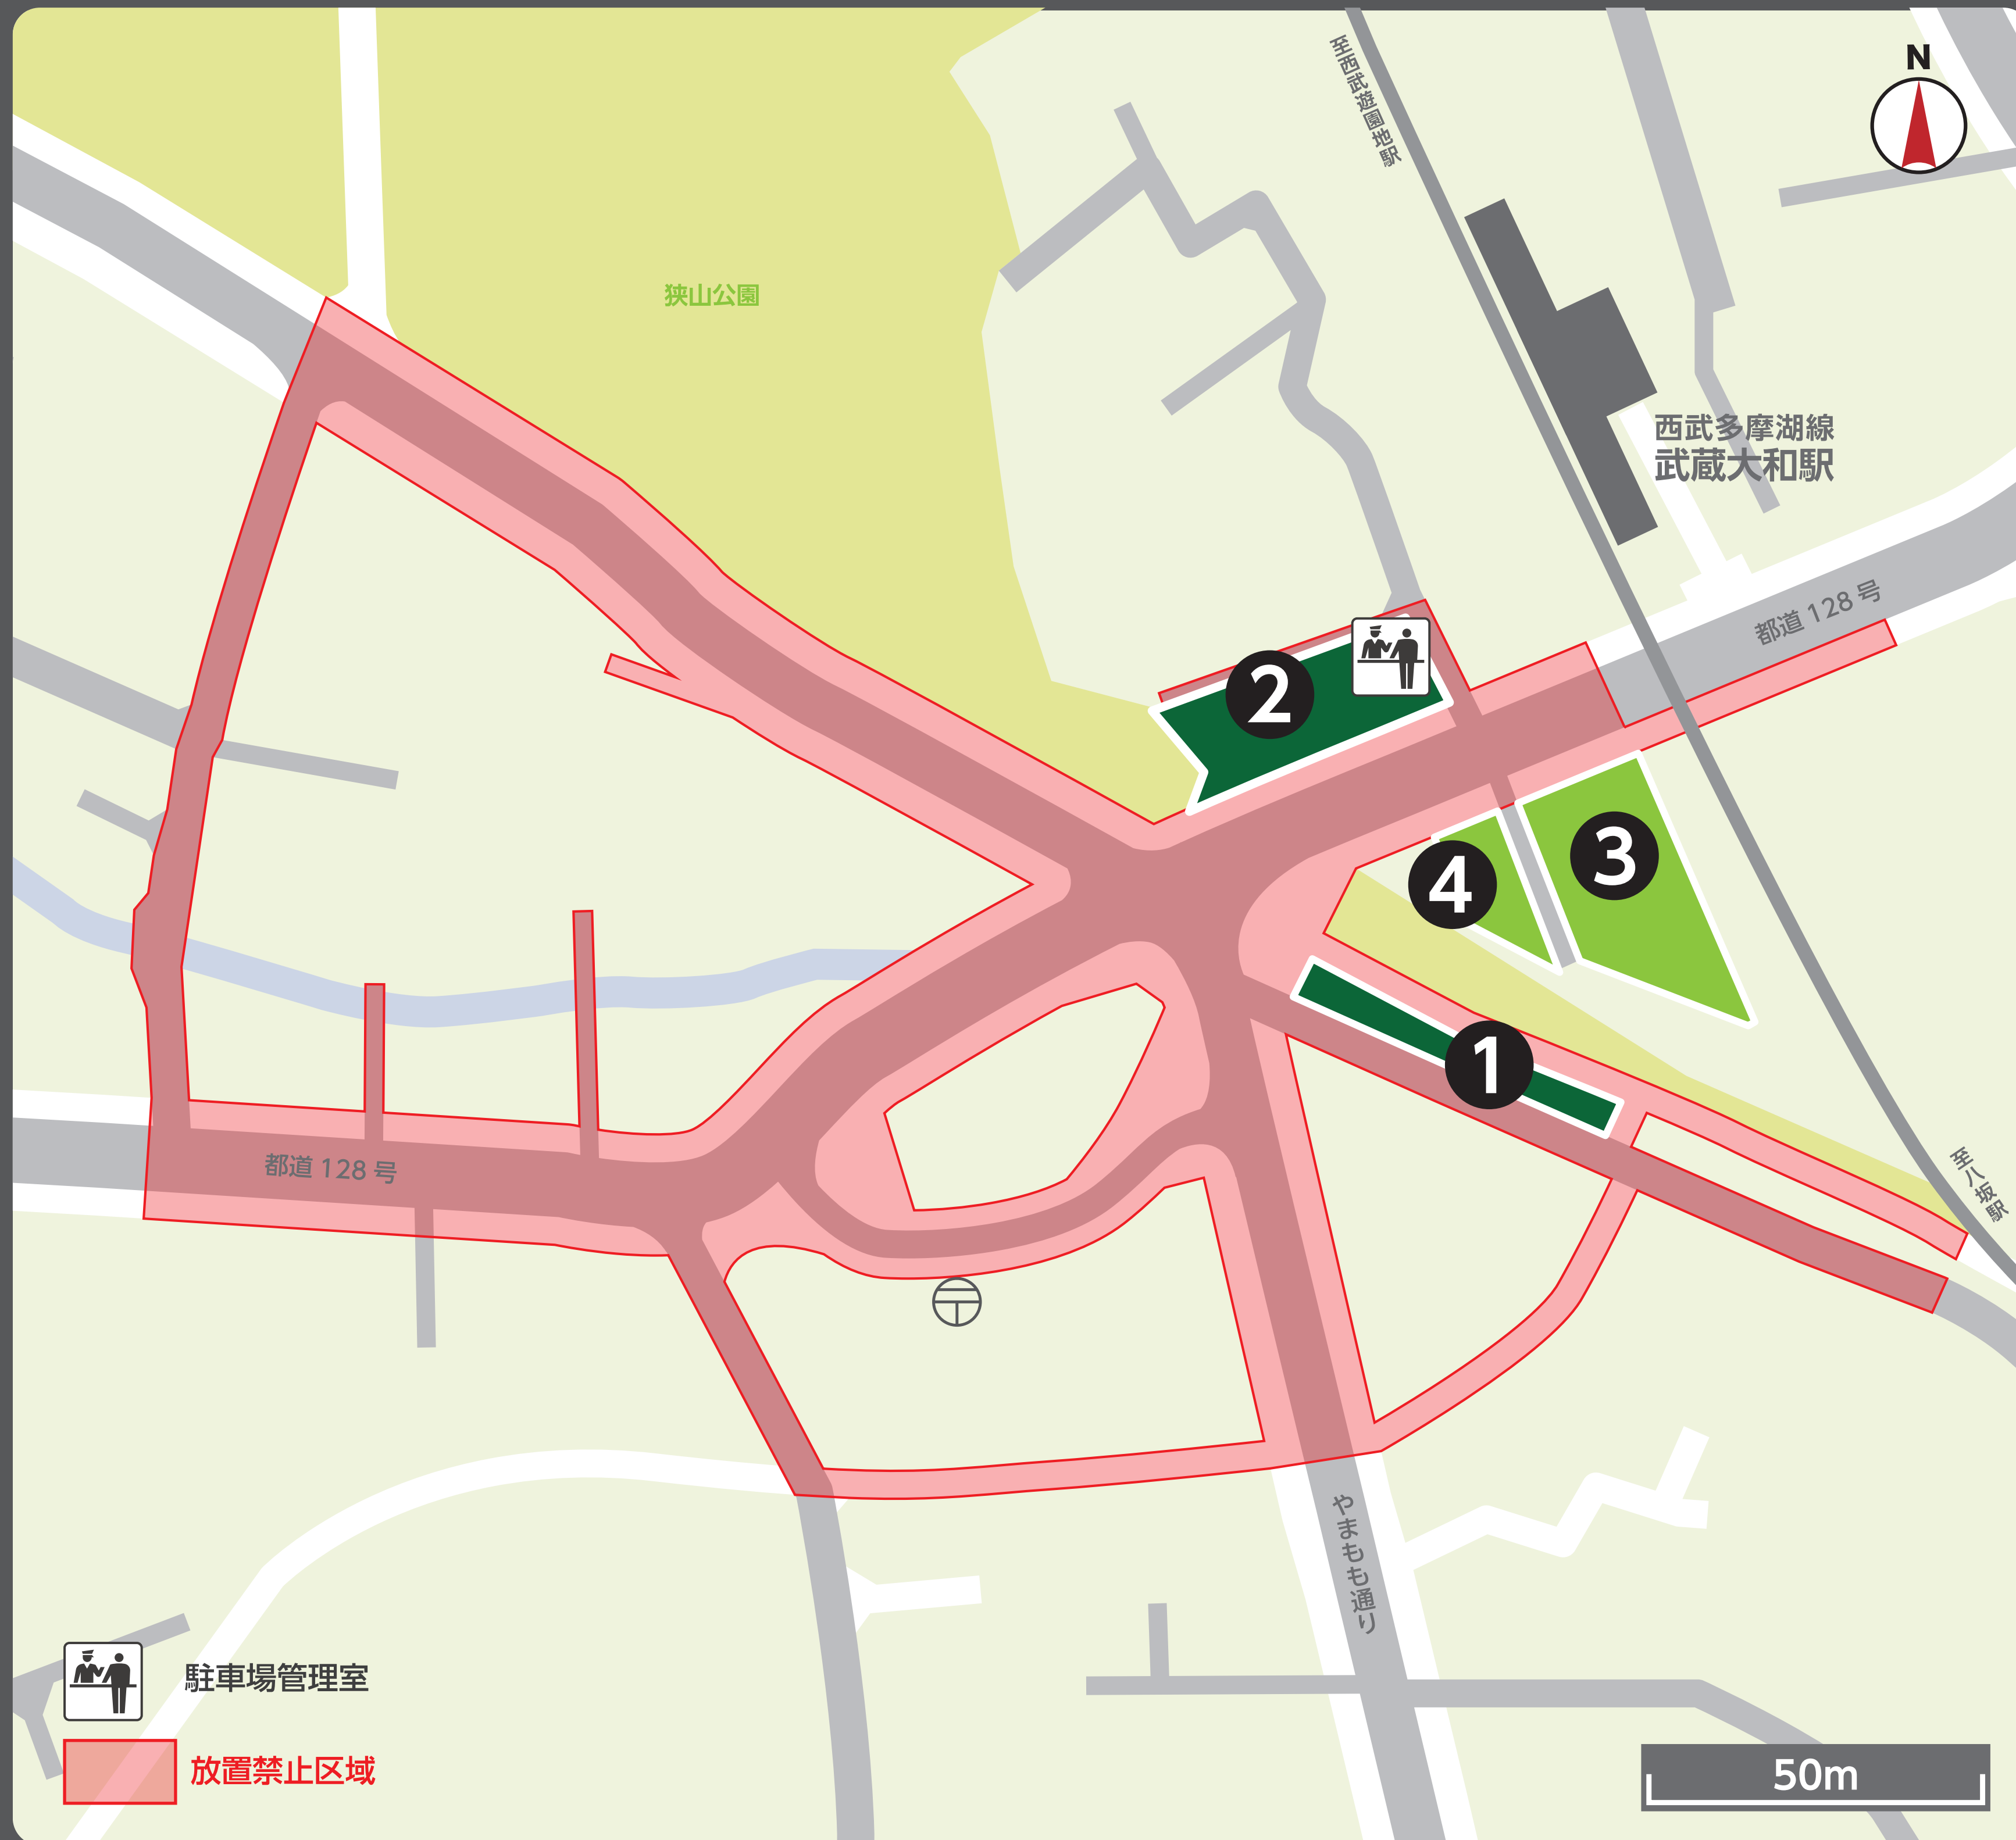 N
至西武遊園地駅
狭山公園
西武多摩湖線
武蔵大和駅
都道 128 号
2
3
4
1
都道 128 号
至八坂駅
やまもも通り
駐車場管理室
放置禁止区域
50m